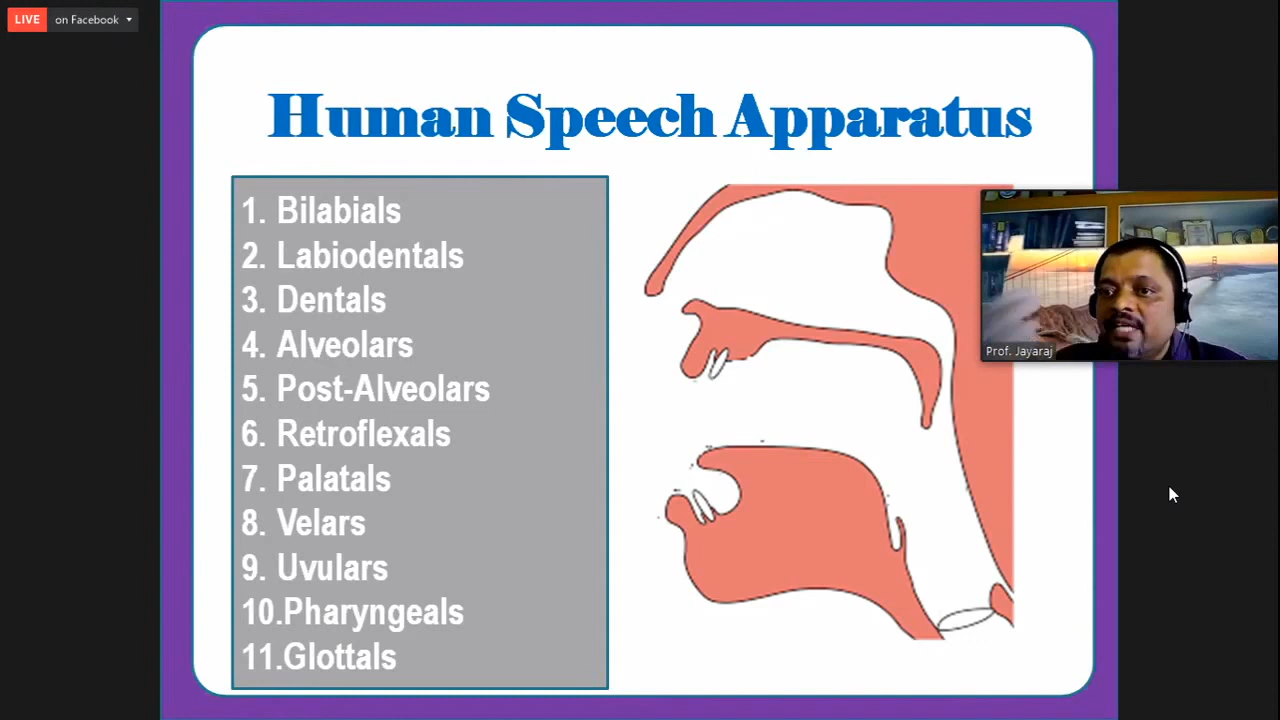 LIVE on Facebook
Human Speech Apparatus
1. Bilabials
2. Labiodentals
3. Dentals
4. Alveolars
5. Post-Alveolars
6. Retroflexals
7. Palatals
8. Velars
9. Uvulars
10.Pharyngeals
11.Glottals
Prof. Jayaraj